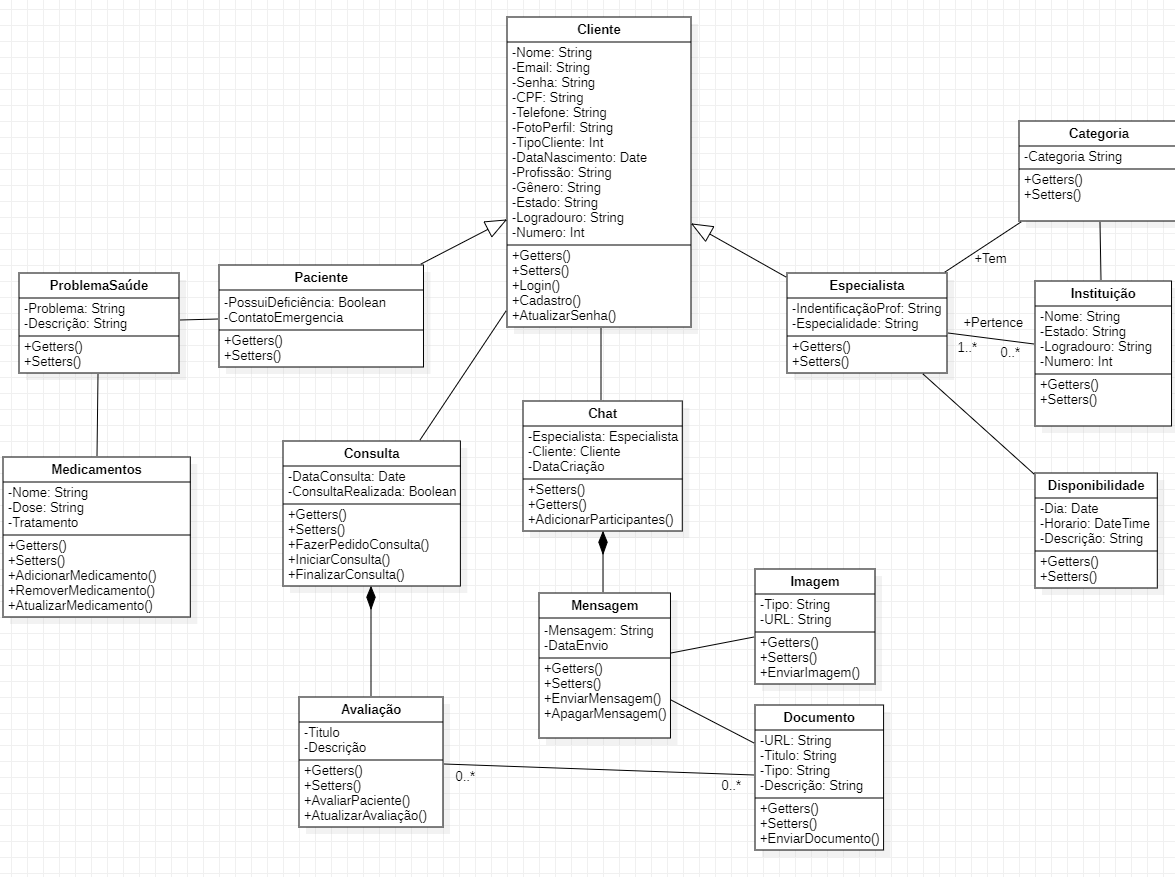 Cliente
-Nome: String
-Email: String
-Senha: String
-CPF: String
-Telefone: String
-FotoPerfil: String
-TipoCliente: Int
-DataNascimento: Date
-Profissão: String
-Gênero: String
-Estado: String
-Logradouro: String
-Numero: Int
+Getters()
+Setters()
+Login()
+Cadastro()
+AtualizarSenha()
Categoria
-Categoria String
+Getters()
+Setters()
+Tem
ProblemaSaúde
-Problema: String
-Descrição: String
+Getters()
+Setters()
Paciente
-PossuiDeficiência: Boolean
-ContatoEmergencia
+Getters()
+Setters()
Especialista
-IndentificaçãoProf: String
-Especialidade: String
+Getters()
+Setters()
+Pertence
1..*
0..*
Instituição
-Nome: String
-Estado: String
-Logradouro: String
-Numero: Int
+Getters()
+Setters()
Medicamentos
-Nome: String
-Dose: String
-Tratamento
+Getters()
+Setters()
+AdicionarMedicamento()
+RemoverMedicamento()
+AtualizarMedicamento()
Consulta
-DataConsulta: Date
-ConsultaRealizada: Boolean
+Getters()
+Setters()
+FazerPedidoConsulta()
+IniciarConsulta()
+FinalizarConsulta()
Chat
-Especialista: Especialista
-Cliente: Cliente
-DataCriação
+Setters()
+Getters()
+AdicionarParticipantes()
Disponibilidade
-Dia: Date
-Horario: DateTime
-Descrição: String
+Getters()
+Setters()
Mensagem
-Mensagem: String
-DataEnvio
+Getters()
+Setters()
+EnviarMensagem()
+ApagarMensagem()
Imagem
-Tipo: String
-URL: String
+Getters()
+Setters()
+EnviarImagem()
Avaliação
-Titulo
-Descrição
+Getters()
+Setters()
+AvaliarPaciente()
+AtualizarAvaliação()
0..*
0..*
Documento
-URL: String
-Titulo: String
-Tipo: String
-Descrição: String
+Getters()
+Setters()
+EnviarDocumento()